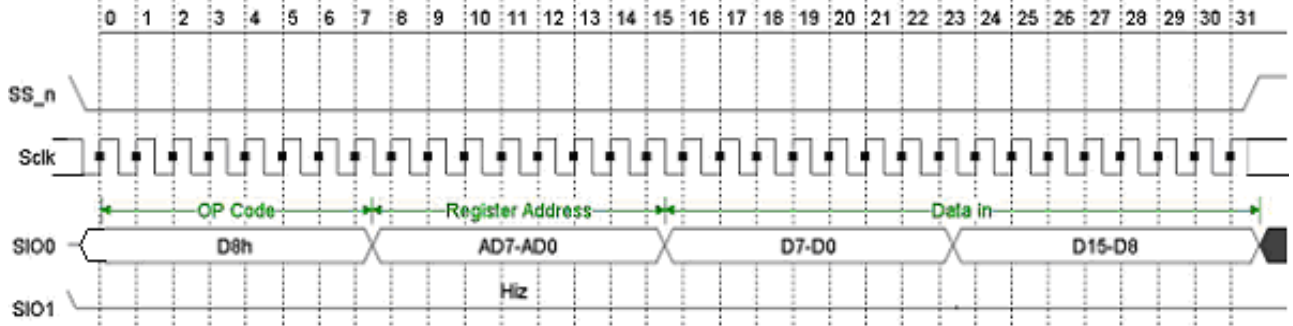 0 1 2 3 4 5 6 7 8 9 10 11 12 13 14 15 16 17 18 19 20 21 22 23 24 25 26 27 28 29 30 31
SS_n
Sclk
OP Code Register Address Data in
SIO0 D8h AD7-AD0 D7-D0 D15-D8
Hiz
SIO1